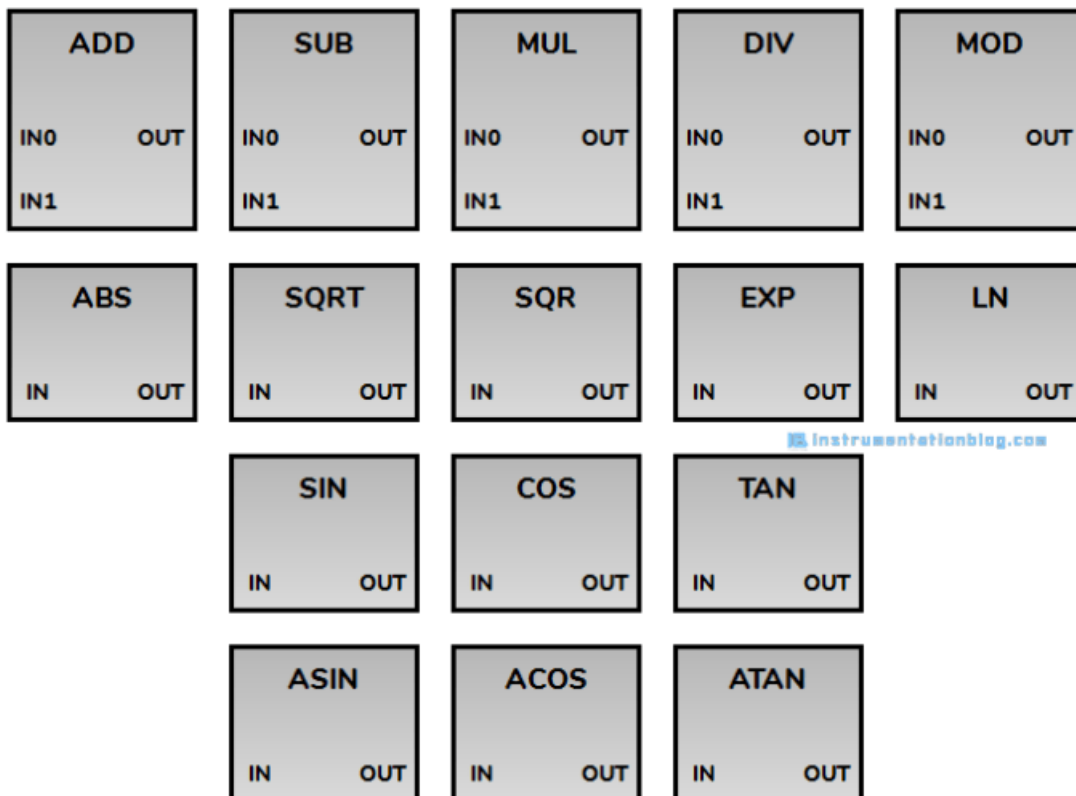 ADD SUB MUL DIV MOD
IN0 OUT IN0 OUT IN0 OUT IN0 OUT IN0 OUT
IN1 IN1 IN1 IN1 IN1
ABS SQRT SQR EXP LN
IN OUT IN OUT IN OUT IN OUT IN OUT
instrumentationblog.com
SIN COS TAN
IN OUT IN OUT IN OUT
ASIN ACOS ATAN
IN OUT IN OUT IN OUT